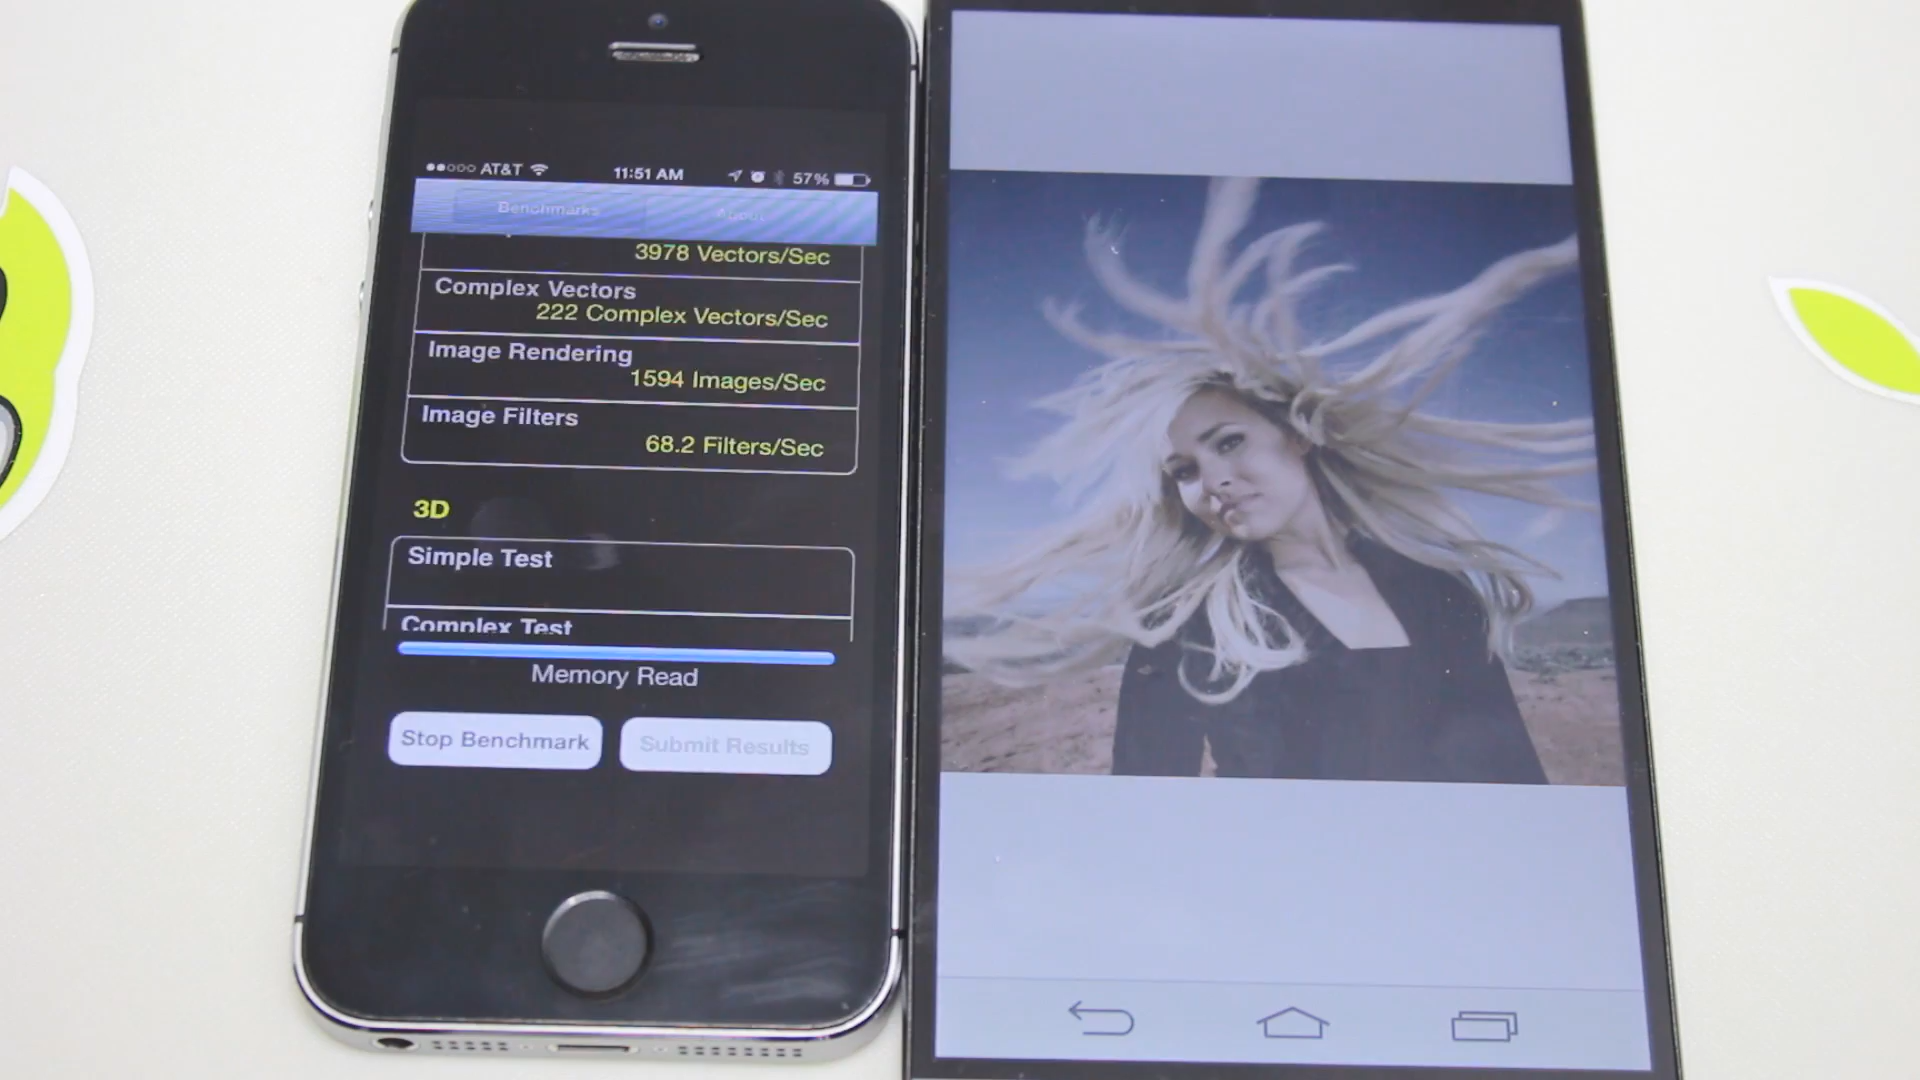 AT&T 11:51 AM 57%
Benchmarks About
3978 Vectors/Sec
Complex Vectors
222 Complex Vectors/Sec
Image Rendering
1594 Images/Sec
Image Filters
68.2 Filters/Sec
3D
Simple Test
Complex Test
Memory Read
Stop Benchmark Submit Results